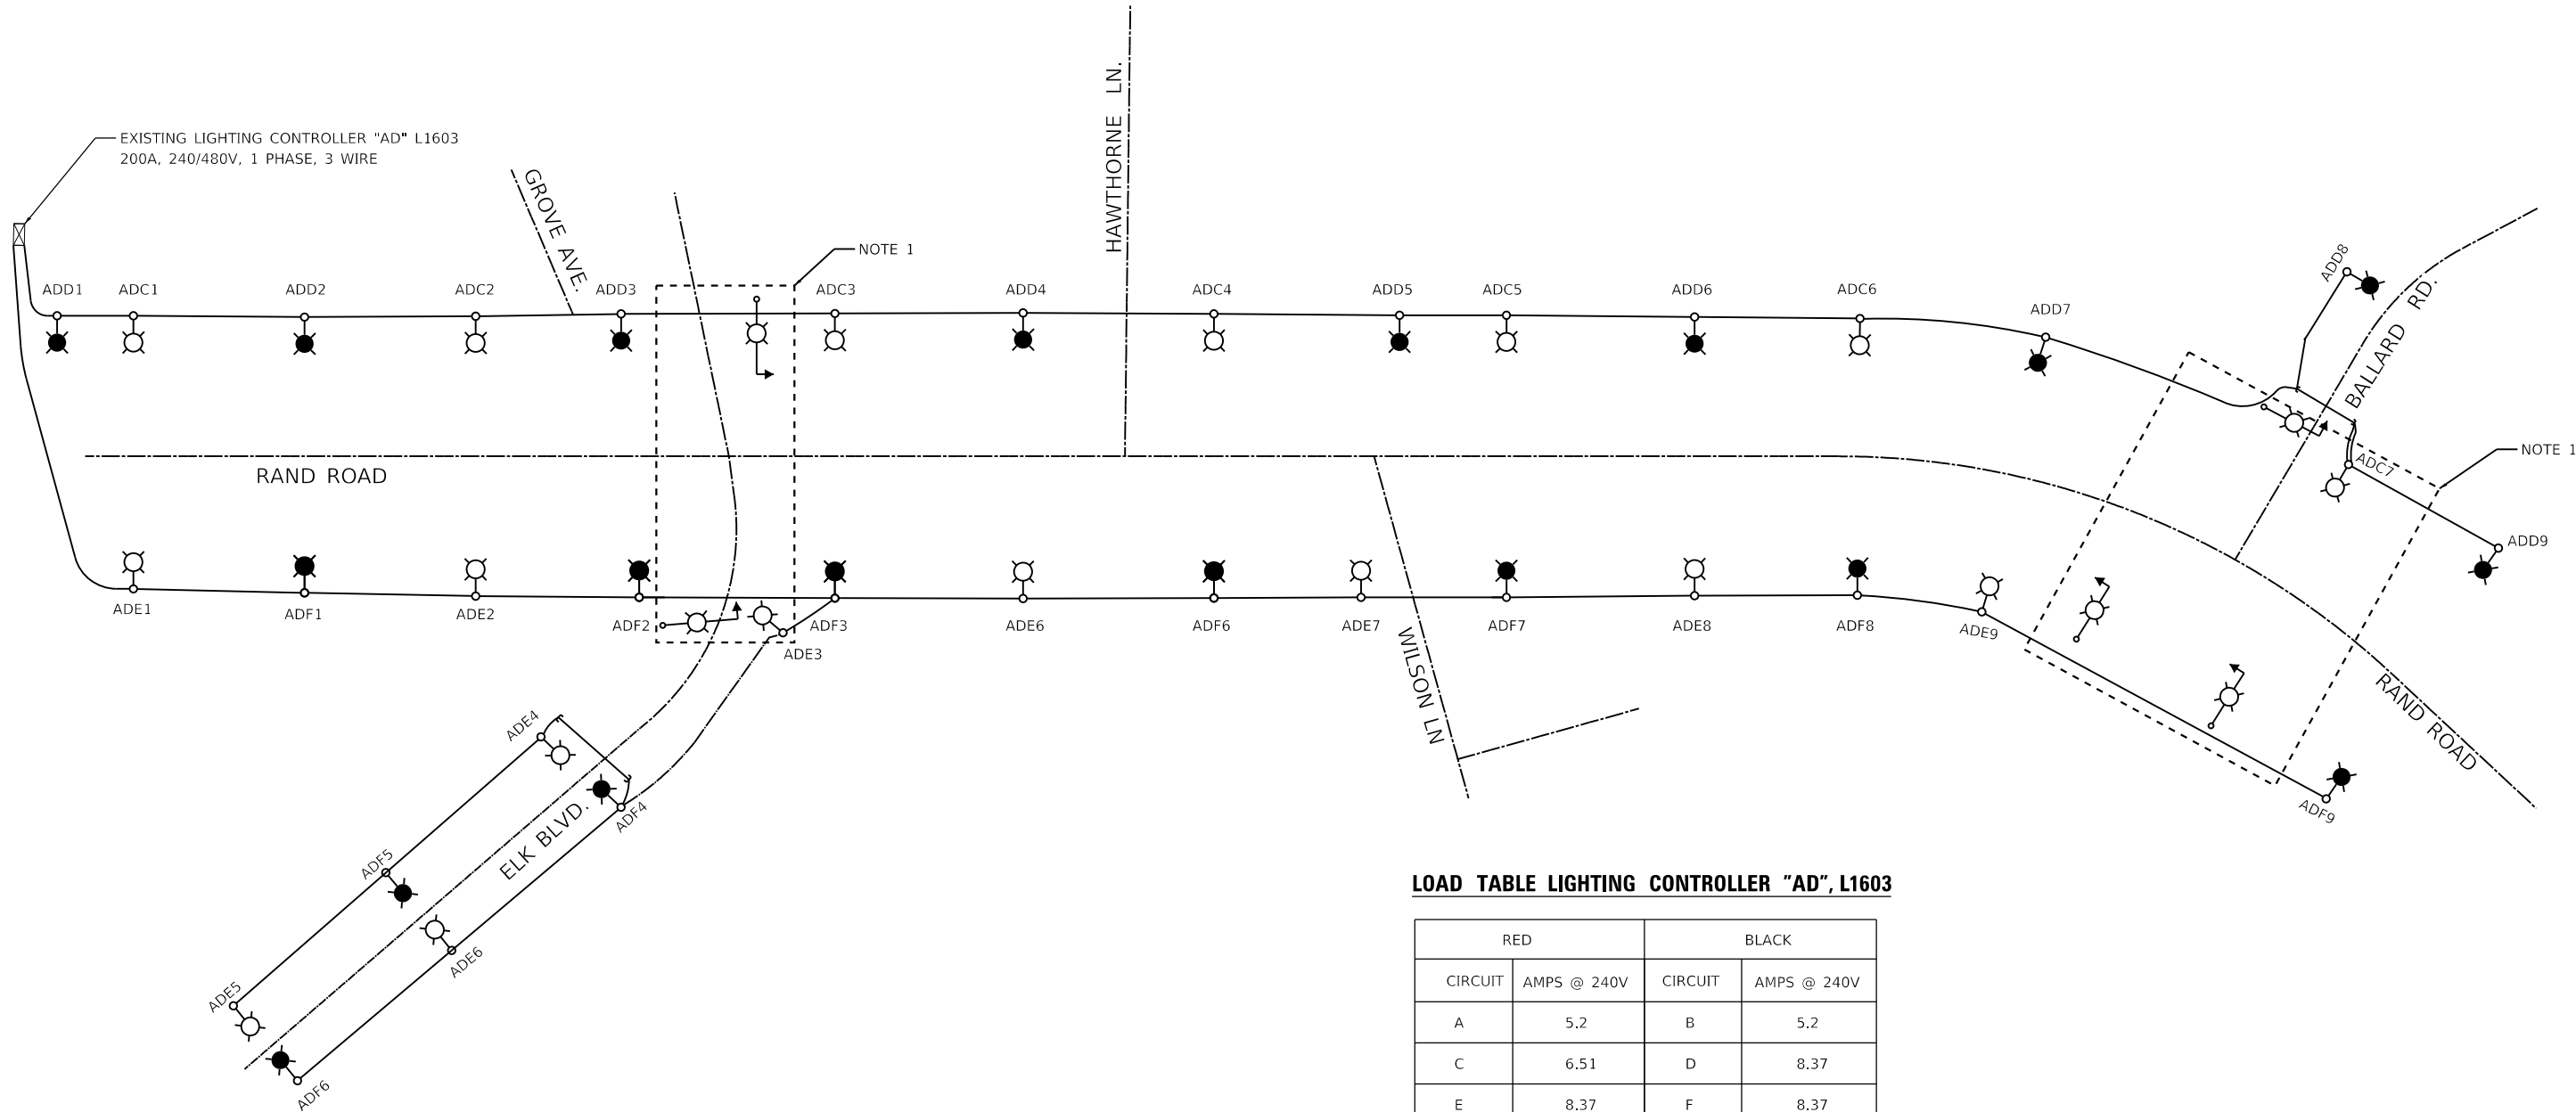 EXISTING LIGHTING CONTROLLER "AD" L1603
200A, 240/480V, 1 PHASE, 3 WIRE
GROVE AVE.
HAWTHORNE LN.
NOTE 1
ADD1
ADC1
ADD2
ADC2
ADD3
ADC3
ADD4
ADC4
ADD5
ADC5
ADD6
ADC6
ADD7
ADD8
BALLARD RD.
NOTE 1
ADC7
ADD9
RAND ROAD
ADE1
ADF1
ADE2
ADF2
ADF3
ADE3
ADE6
ADF6
ADE7
ADF7
ADE8
ADF8
ADE9
WILSON LN
RAND ROAD
ADF9
ADE4
ADF4
ELK BLVD.
ADF5
ADE6
ADE5
ADF6
LOAD TABLE LIGHTING CONTROLLER "AD", L1603
RED BLACK
CIRCUIT AMPS @ 240V CIRCUIT AMPS @ 240V
A 5.2 B 5.2
C 6.51 D 8.37
E 8.37 F 8.37